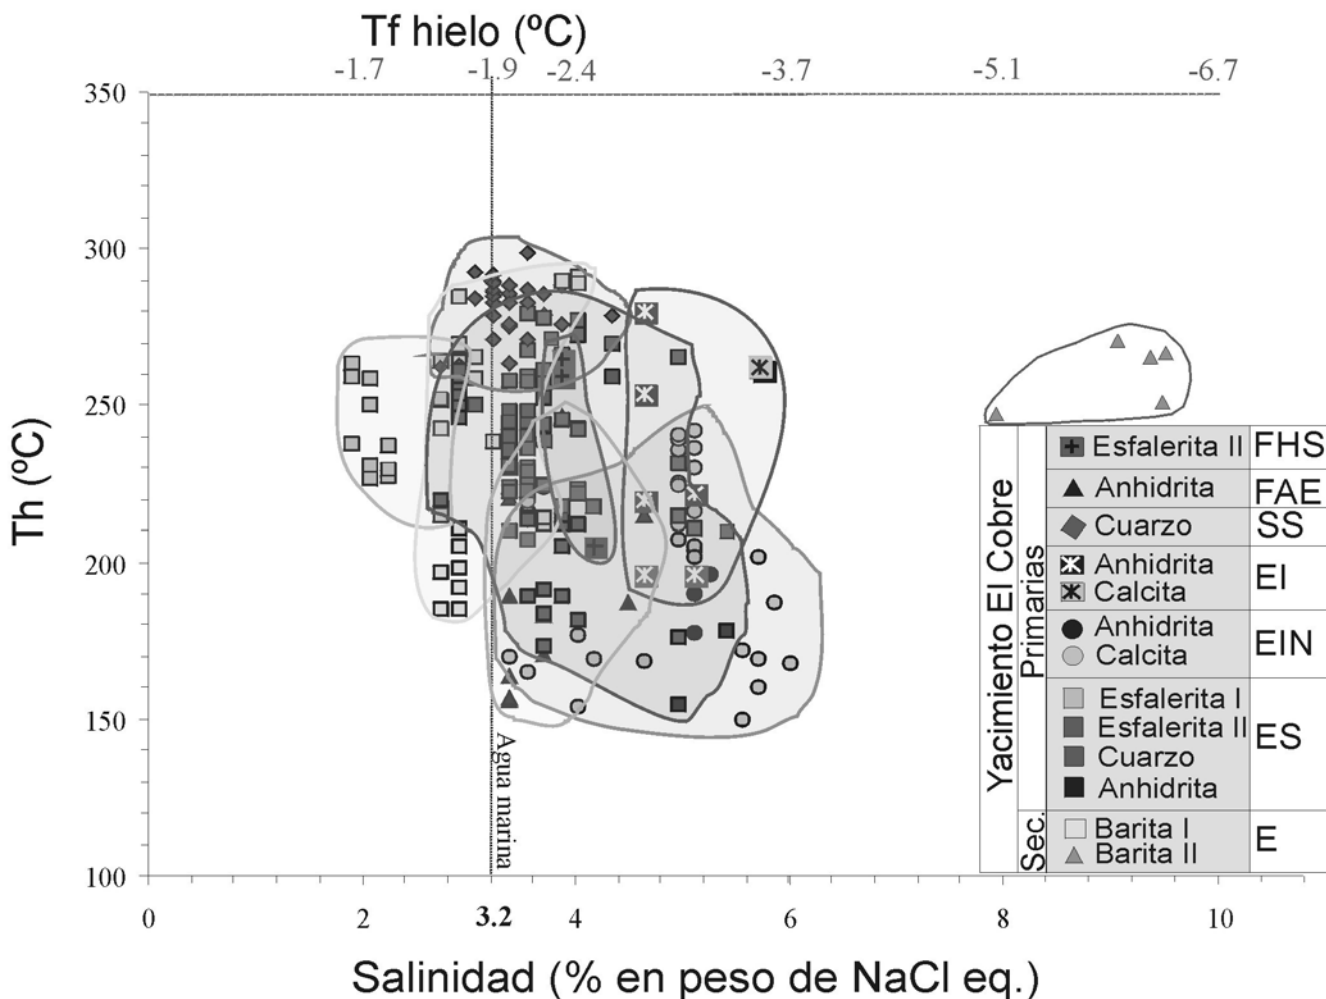 Tf hielo (ºC)
-1.7 -1.9 -2.4 -3.7 -5.1 -6.7
350
300
250
200
150
100
Th (ºC)
Agua marina
0 2 3.2 4 6 8 10
Salinidad (% en peso de NaCl eq.)
Yacimiento El Cobre
Primarias
Sec.
Esfalerita II FHS
Anhidrita FAE
Cuarzo SS
Anhidrita
Calcita
EI
Anhidrita
Calcita
EIN
Esfalerita I
Esfalerita II
Cuarzo
Anhidrita
ES
Barita I
Barita II
E